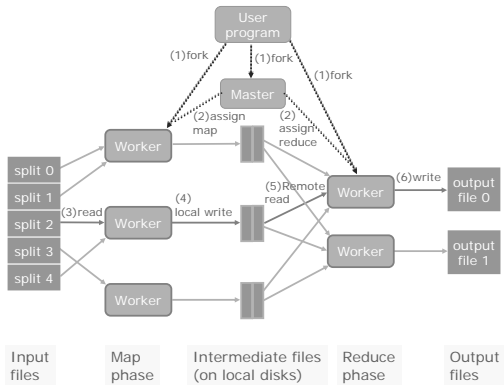 User
program
(1)fork
(1)fork
(1)fork
Master
(2)assign
map
(2)
assign
reduce
Worker
split 0
split 1
split 2
split 3
split 4
(3)read
Worker
(4)
local write
(5)Remote
read
Worker
(6)write
output
file 0
Worker
output
file 1
Worker
Input
files
Map
phase
Intermediate files
(on local disks)
Reduce
phase
Output
files